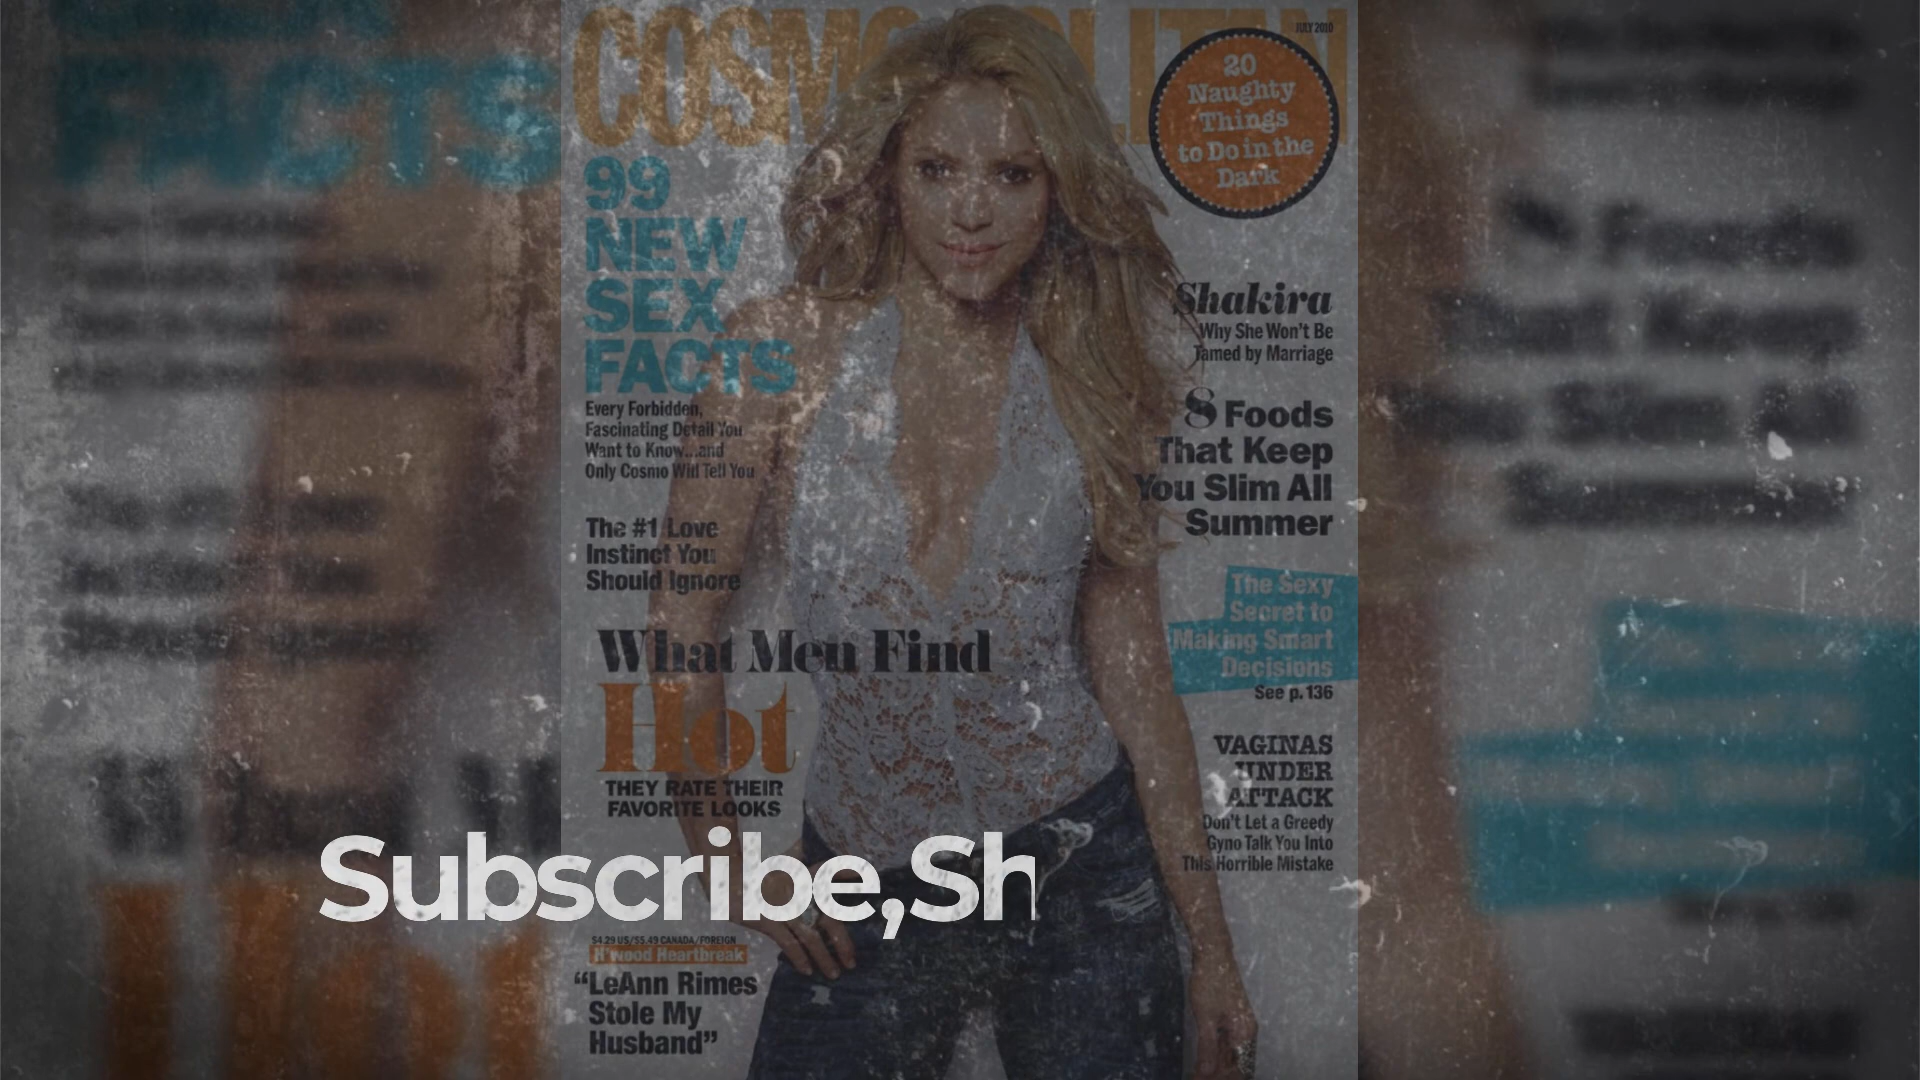 COSMOPOLITAN
JULY 2010
20
Naughty
Things
to Do in the
Dark
99
NEW
SEX
FACTS
Every Forbidden,
Fascinating Detail You
Want to Know...and
Only Cosmo Will Tell You
The #1 Love
Instinct You
Should Ignore
What Men Find
Hot
THEY RATE THEIR
FAVORITE LOOKS
Shakira
Why She Won't Be
Tamed by Marriage
8 Foods
That Keep
You Slim All
Summer
The Sexy
Secret to
Making Smart
Decisions
See p. 136
VAGINAS
UNDER
ATTACK
Don't Let a Greedy
Gyno Talk You Into
This Horrible Mistake
Subscribe,Sh
$4.29 US/$5.49 CANADA/FOREIGN
H'wood Heartbreak
“LeAnn Rimes
Stole My
Husband”
FACTS